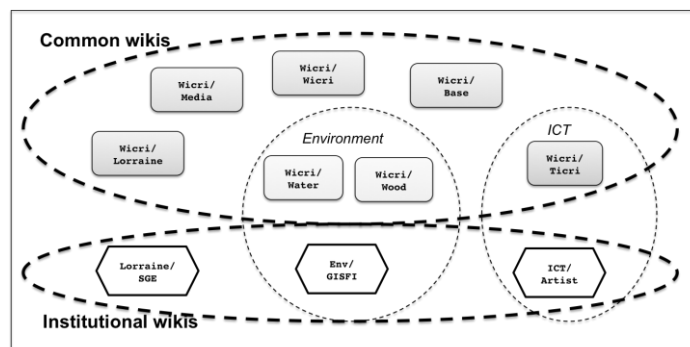 Common wikis
Wicri/
Wicri
Wicri/
Media
Wicri/
Base
Environment
ICT
Wicri/
Lorraine
Wicri/
Water
Wicri/
Wood
Wicri/
Ticri
Lorraine/
SGE
Env/
GISFI
ICT/
Artist
Institutional wikis